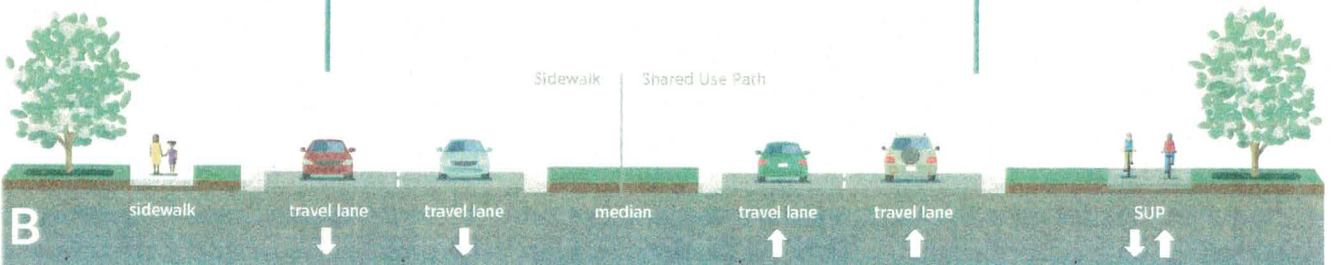 Sidewalk | Shared Use Path
B
sidewalk
travel lane
travel lane
median
travel lane
travel lane
SUP